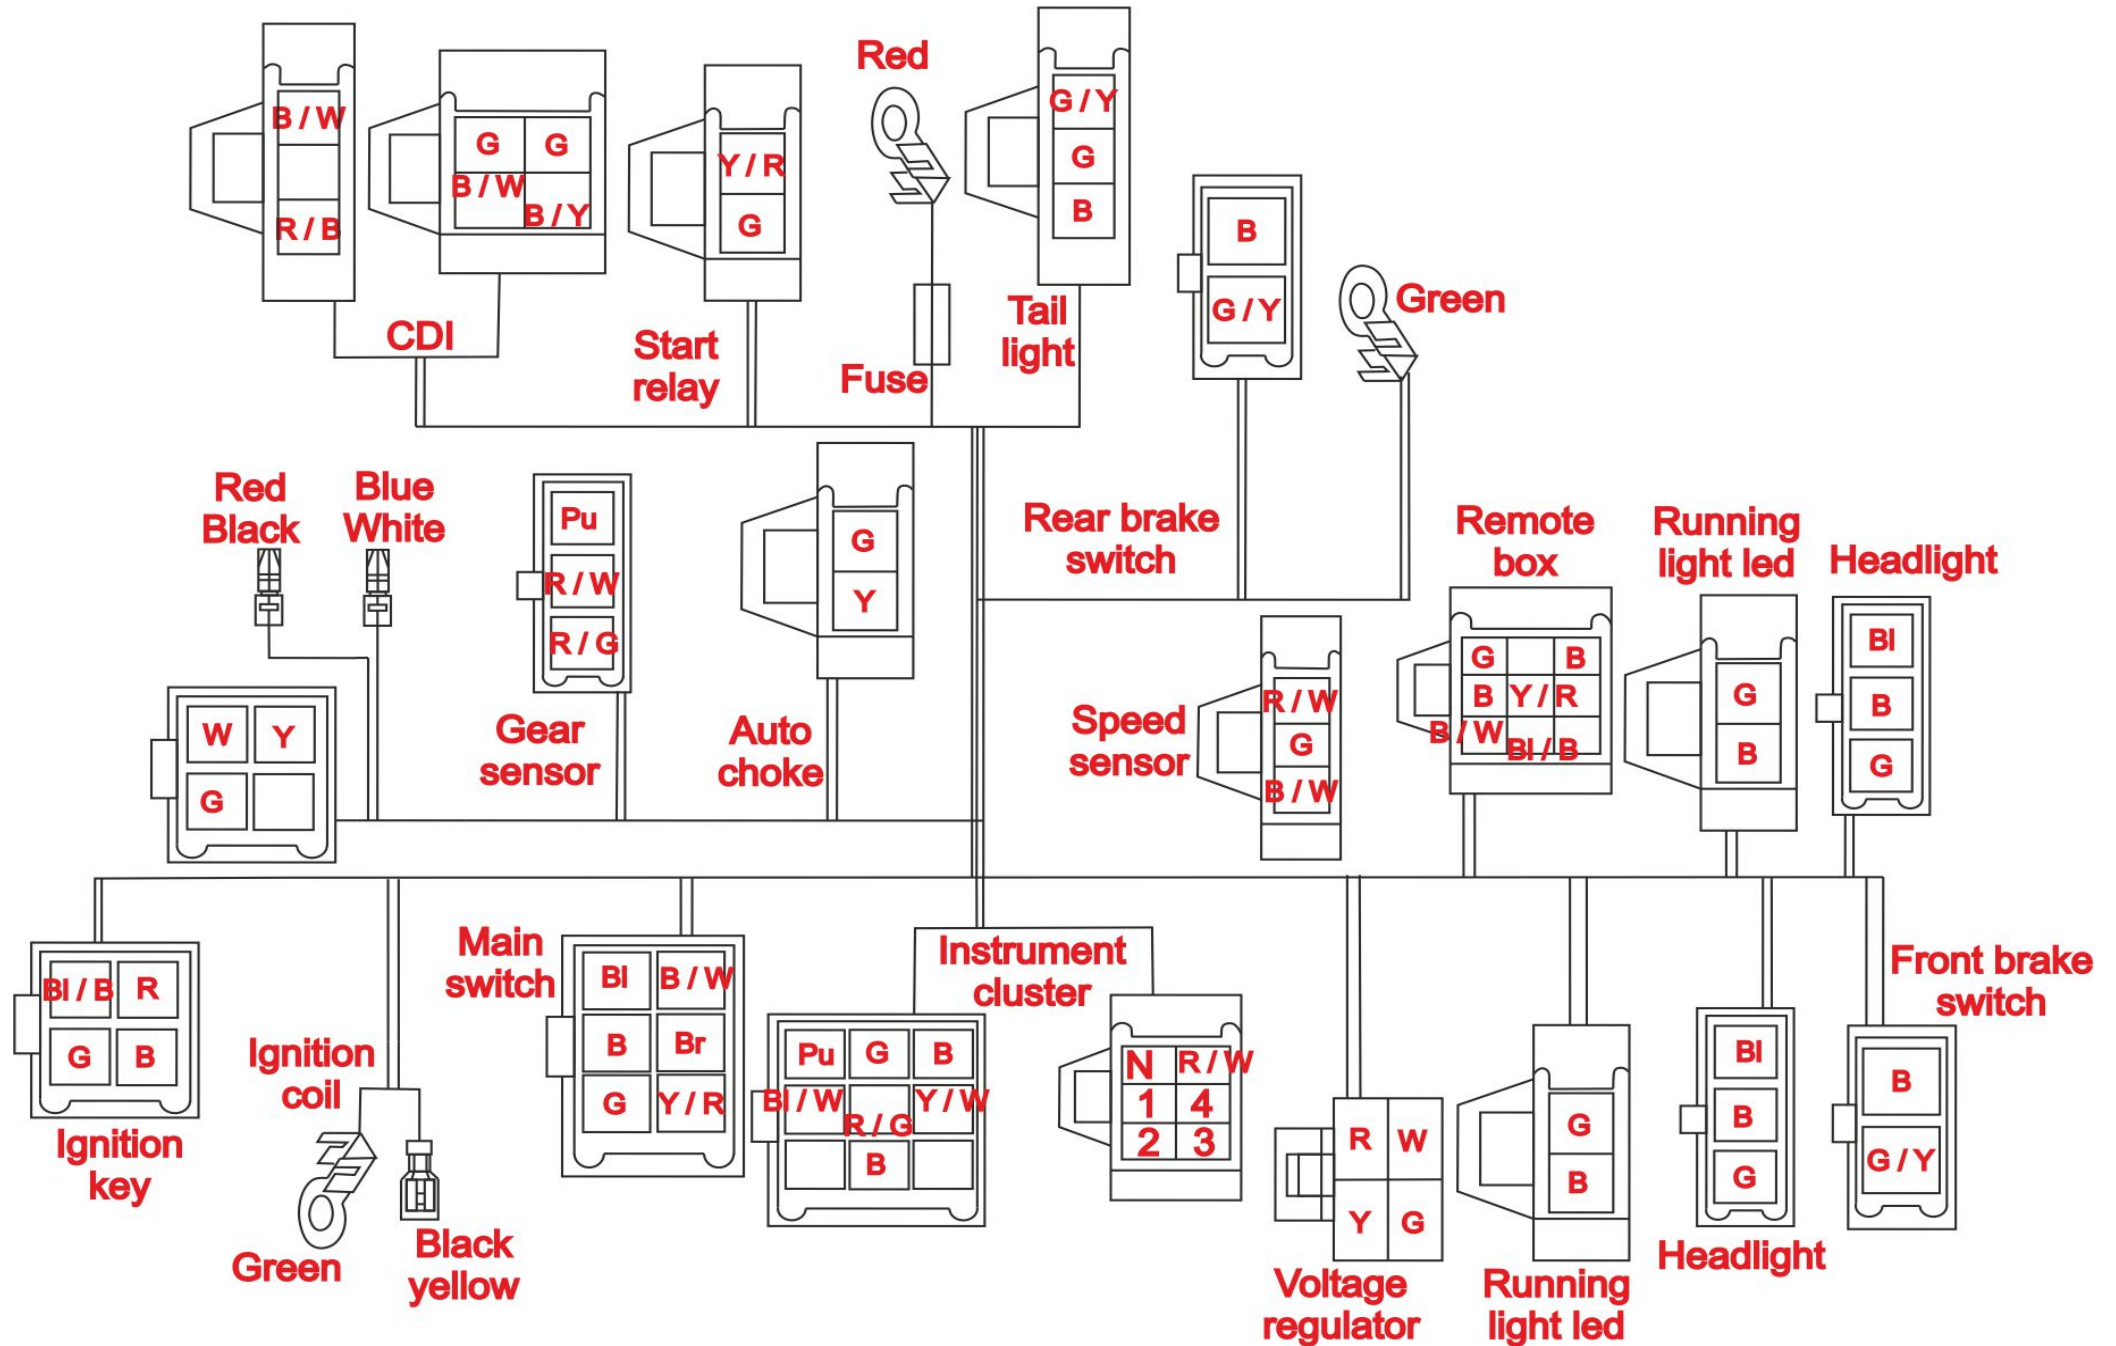 B / W
R / B
G G
B / W
B / Y
CDI
Y / R
G
Start
relay
Red
Fuse
G / Y
G
B
Tail
light
B
G / Y
Rear brake
switch
Green
Red
Black
Blue
White
W Y
G
Pu
R / W
R / G
Gear
sensor
G
Y
Auto
choke
Speed
sensor
R / W
G
B / W
Remote
box
G B
B Y / R
B / W
Bl / B
Running
light led
G
B
Headlight
Bl
B
G
Bl / B R
G B
Ignition
key
Ignition
coil
Green
Black
yellow
Main
switch
Bl B / W
B Br
G Y / R
Instrument
cluster
Pu G B
Bl / W Y / W
R / G
B
N R / W
1 4
2 3
R W
Y G
Voltage
regulator
G
B
Running
light led
Bl
B
G
Headlight
Front brake
switch
B
G / Y